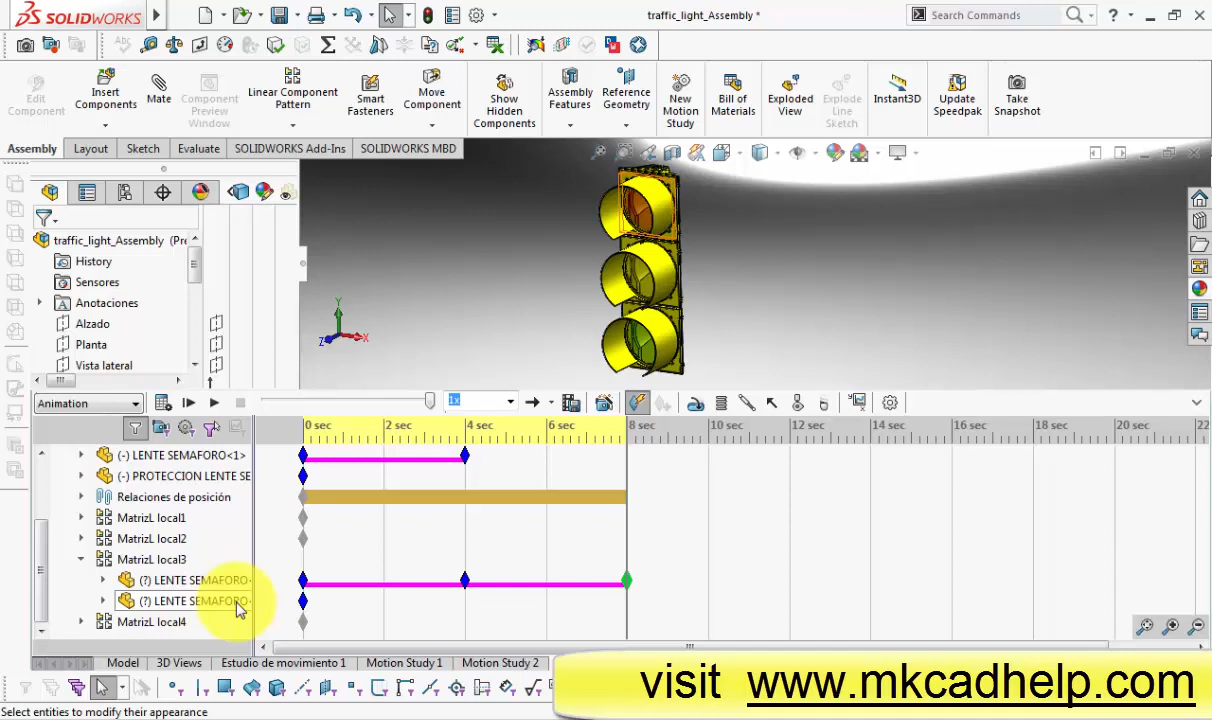 SOLIDWORKS
traffic_light_Assembly *
Search Commands
?
Edit Component
Insert Components
Mate
Component Preview Window
Linear Component Pattern
Smart Fasteners
Move Component
Show Hidden Components
Assembly Features
Reference Geometry
New Motion Study
Bill of Materials
Exploded View
Explode Line Sketch
Instant3D
Update Speedpak
Take Snapshot
Assembly
Layout
Sketch
Evaluate
SOLIDWORKS Add-Ins
SOLIDWORKS MBD
traffic_light_Assembly (Pre
History
Sensores
Anotaciones
Alzado
Planta
Vista lateral
Y
Z
X
Animation
1x
0 sec
2 sec
4 sec
6 sec
8 sec
10 sec
12 sec
14 sec
16 sec
18 sec
20 sec
22
(-) LENTE SEMAFORO<1>
(-) PROTECCION LENTE SE
Relaciones de posición
MatrizL local1
MatrizL local2
MatrizL local3
(?) LENTE SEMAFORO<
(?) LENTE SEMAFORO<
MatrizL local4
Model
3D Views
Estudio de movimiento 1
Motion Study 1
Motion Study 2
visit www.mkcadhelp.com
Select entities to modify their appearance